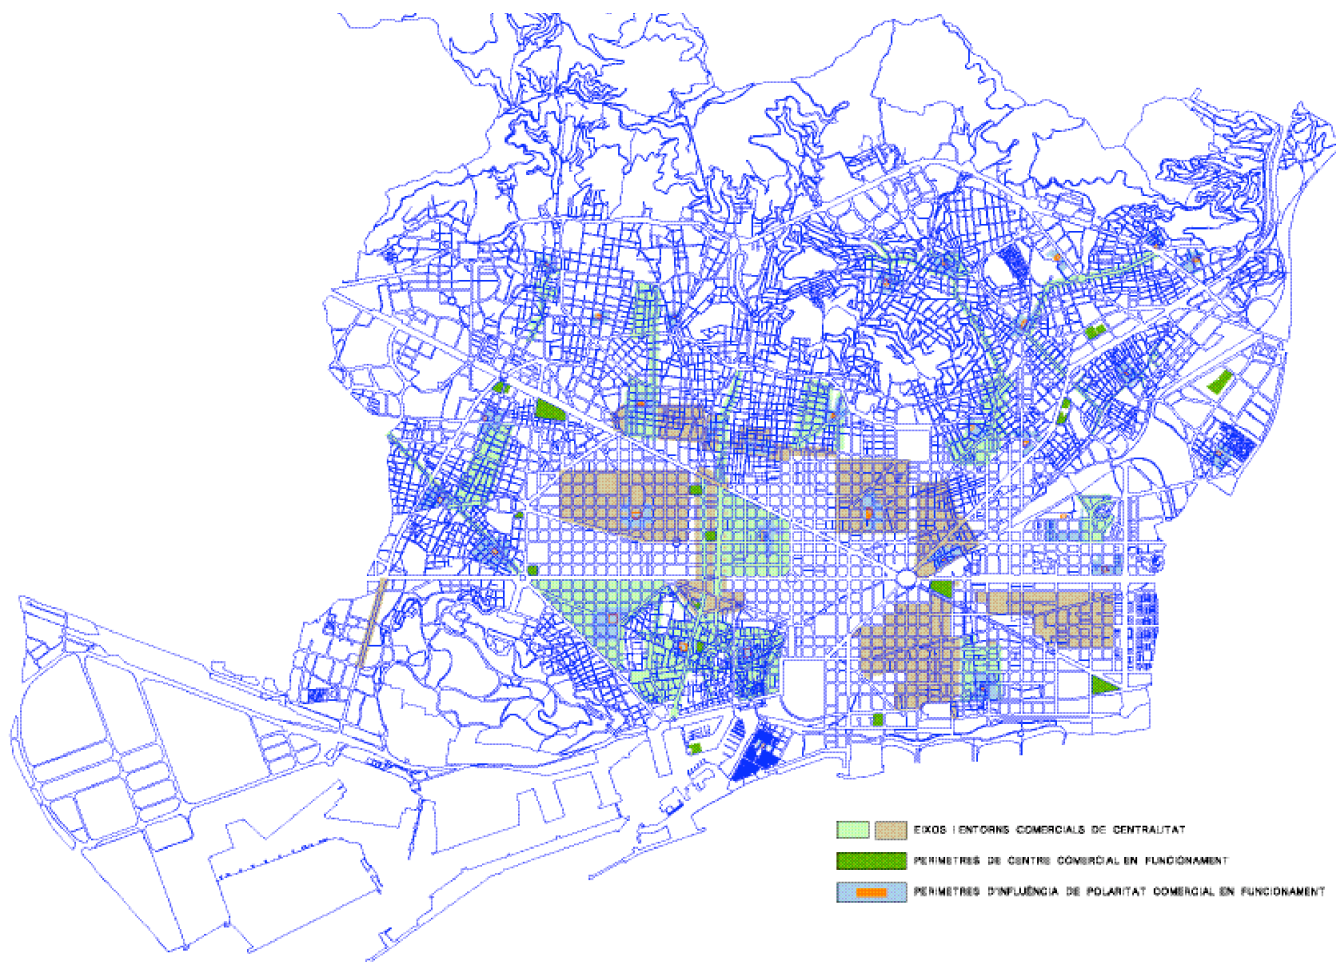 EIXOS I ENTORNS COMERCIALS DE CENTRALITAT
PERIMETRES DE CENTRE COMERCIAL EN FUNCIONAMENT
PERIMETRES D'INFLUÈNCIA DE POLARITAT COMERCIAL EN FUNCIONAMENT